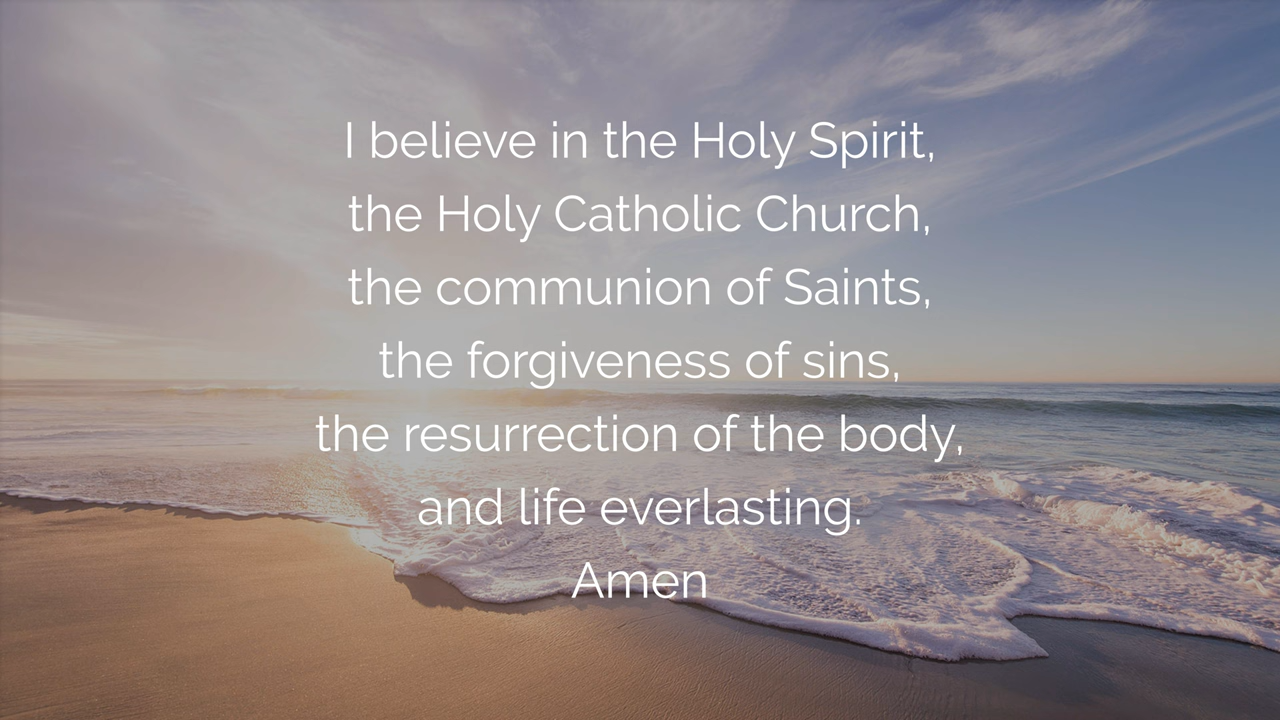 I believe in the Holy Spirit,
the Holy Catholic Church,
the communion of Saints,
the forgiveness of sins,
the resurrection of the body,
and life everlasting.
Amen